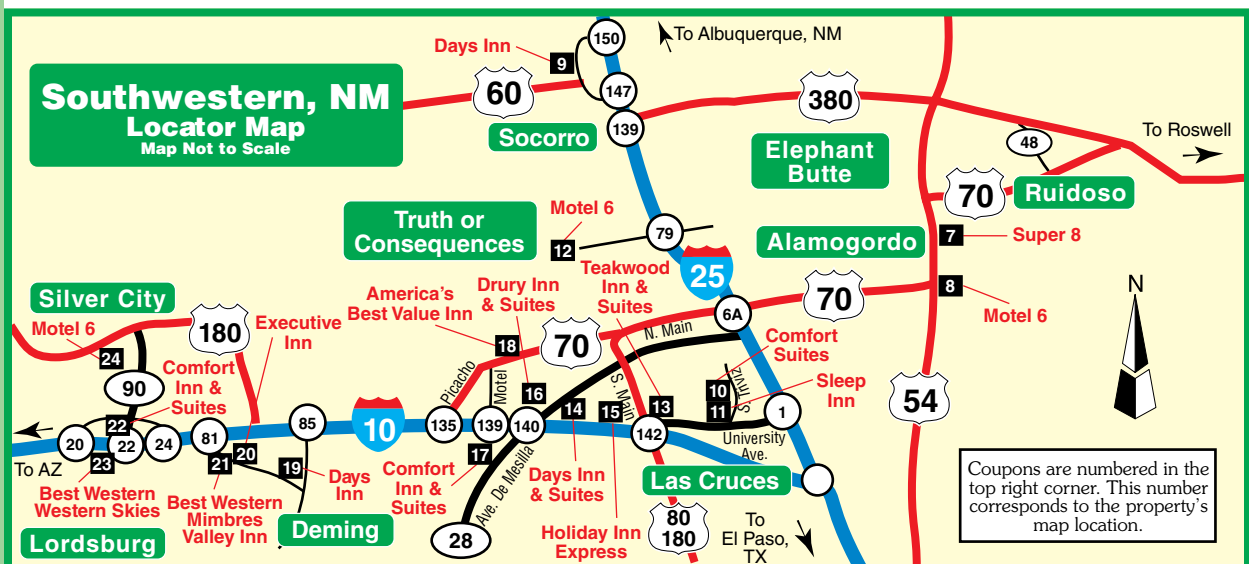 Southwestern, NM
Locator Map
Map Not to Scale
Days Inn
9
150
To Albuquerque, NM
60
147
139
Socorro
380
Elephant
Butte
48
To Roswell
70
Ruidoso
Truth or
Consequences
Motel 6
12
79
Alamogordo
7
Super 8
8
Motel 6
25
70
6A
54
N
Silver City
Motel 6
24
180
Executive
Inn
90
Comfort
Inn &
Suites
22
America's
Best Value Inn
18
Drury Inn
& Suites
16
Teakwood
Inn &
Suites
13
70
N. Main
S. Main
Picacho
Motel
Comfort
Suites
10
11
Sleep
Inn
S. Triviz
1
University
Ave.
14
15
142
140
139
135
10
85
81
24
22
20
To AZ
23
Best Western
Western Skies
21
20
Best Western
Mimbres
Valley Inn
19
Days
Inn
Deming
Lordsburg
Comfort
Inn &
Suites
17
Ave. De Mesilla
28
Days Inn
& Suites
Holiday Inn
Express
Las Cruces
80
180
To
El Paso,
TX
Coupons are numbered in the
top right corner. This number
corresponds to the property's
map location.